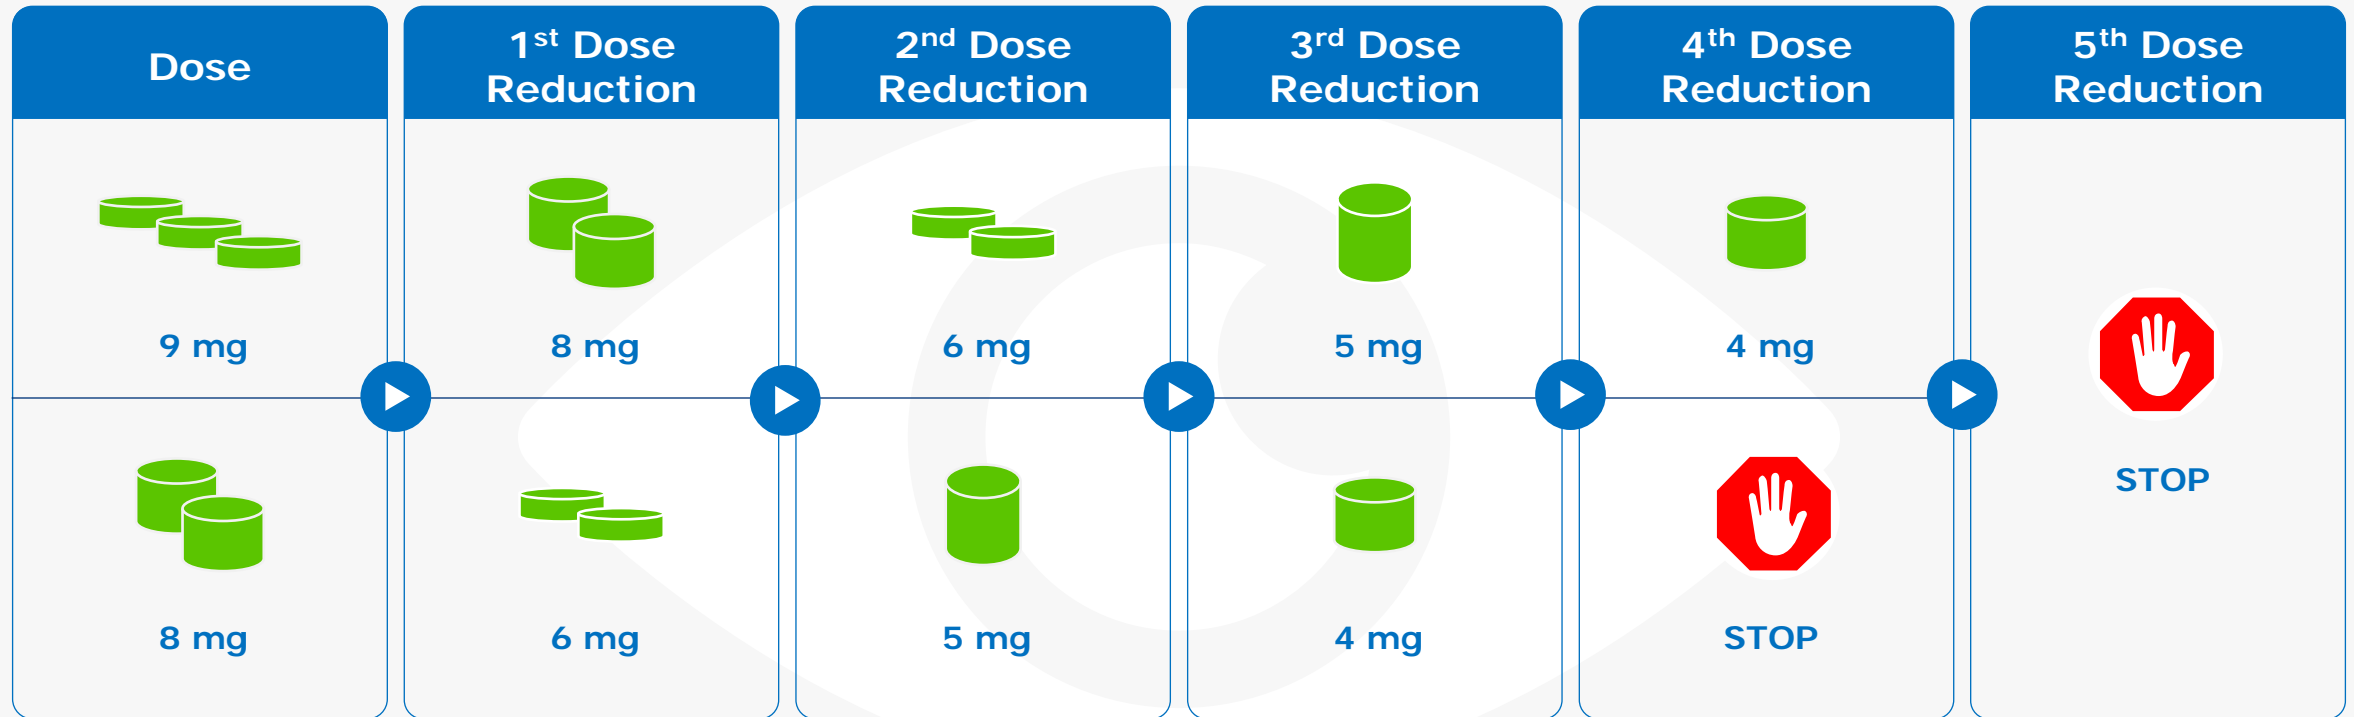 Dose
1st Dose
Reduction
2nd Dose
Reduction
3rd Dose
Reduction
4th Dose
Reduction
5th Dose
Reduction
9 mg
8 mg
6 mg
5 mg
4 mg
STOP
8 mg
6 mg
5 mg
4 mg
STOP